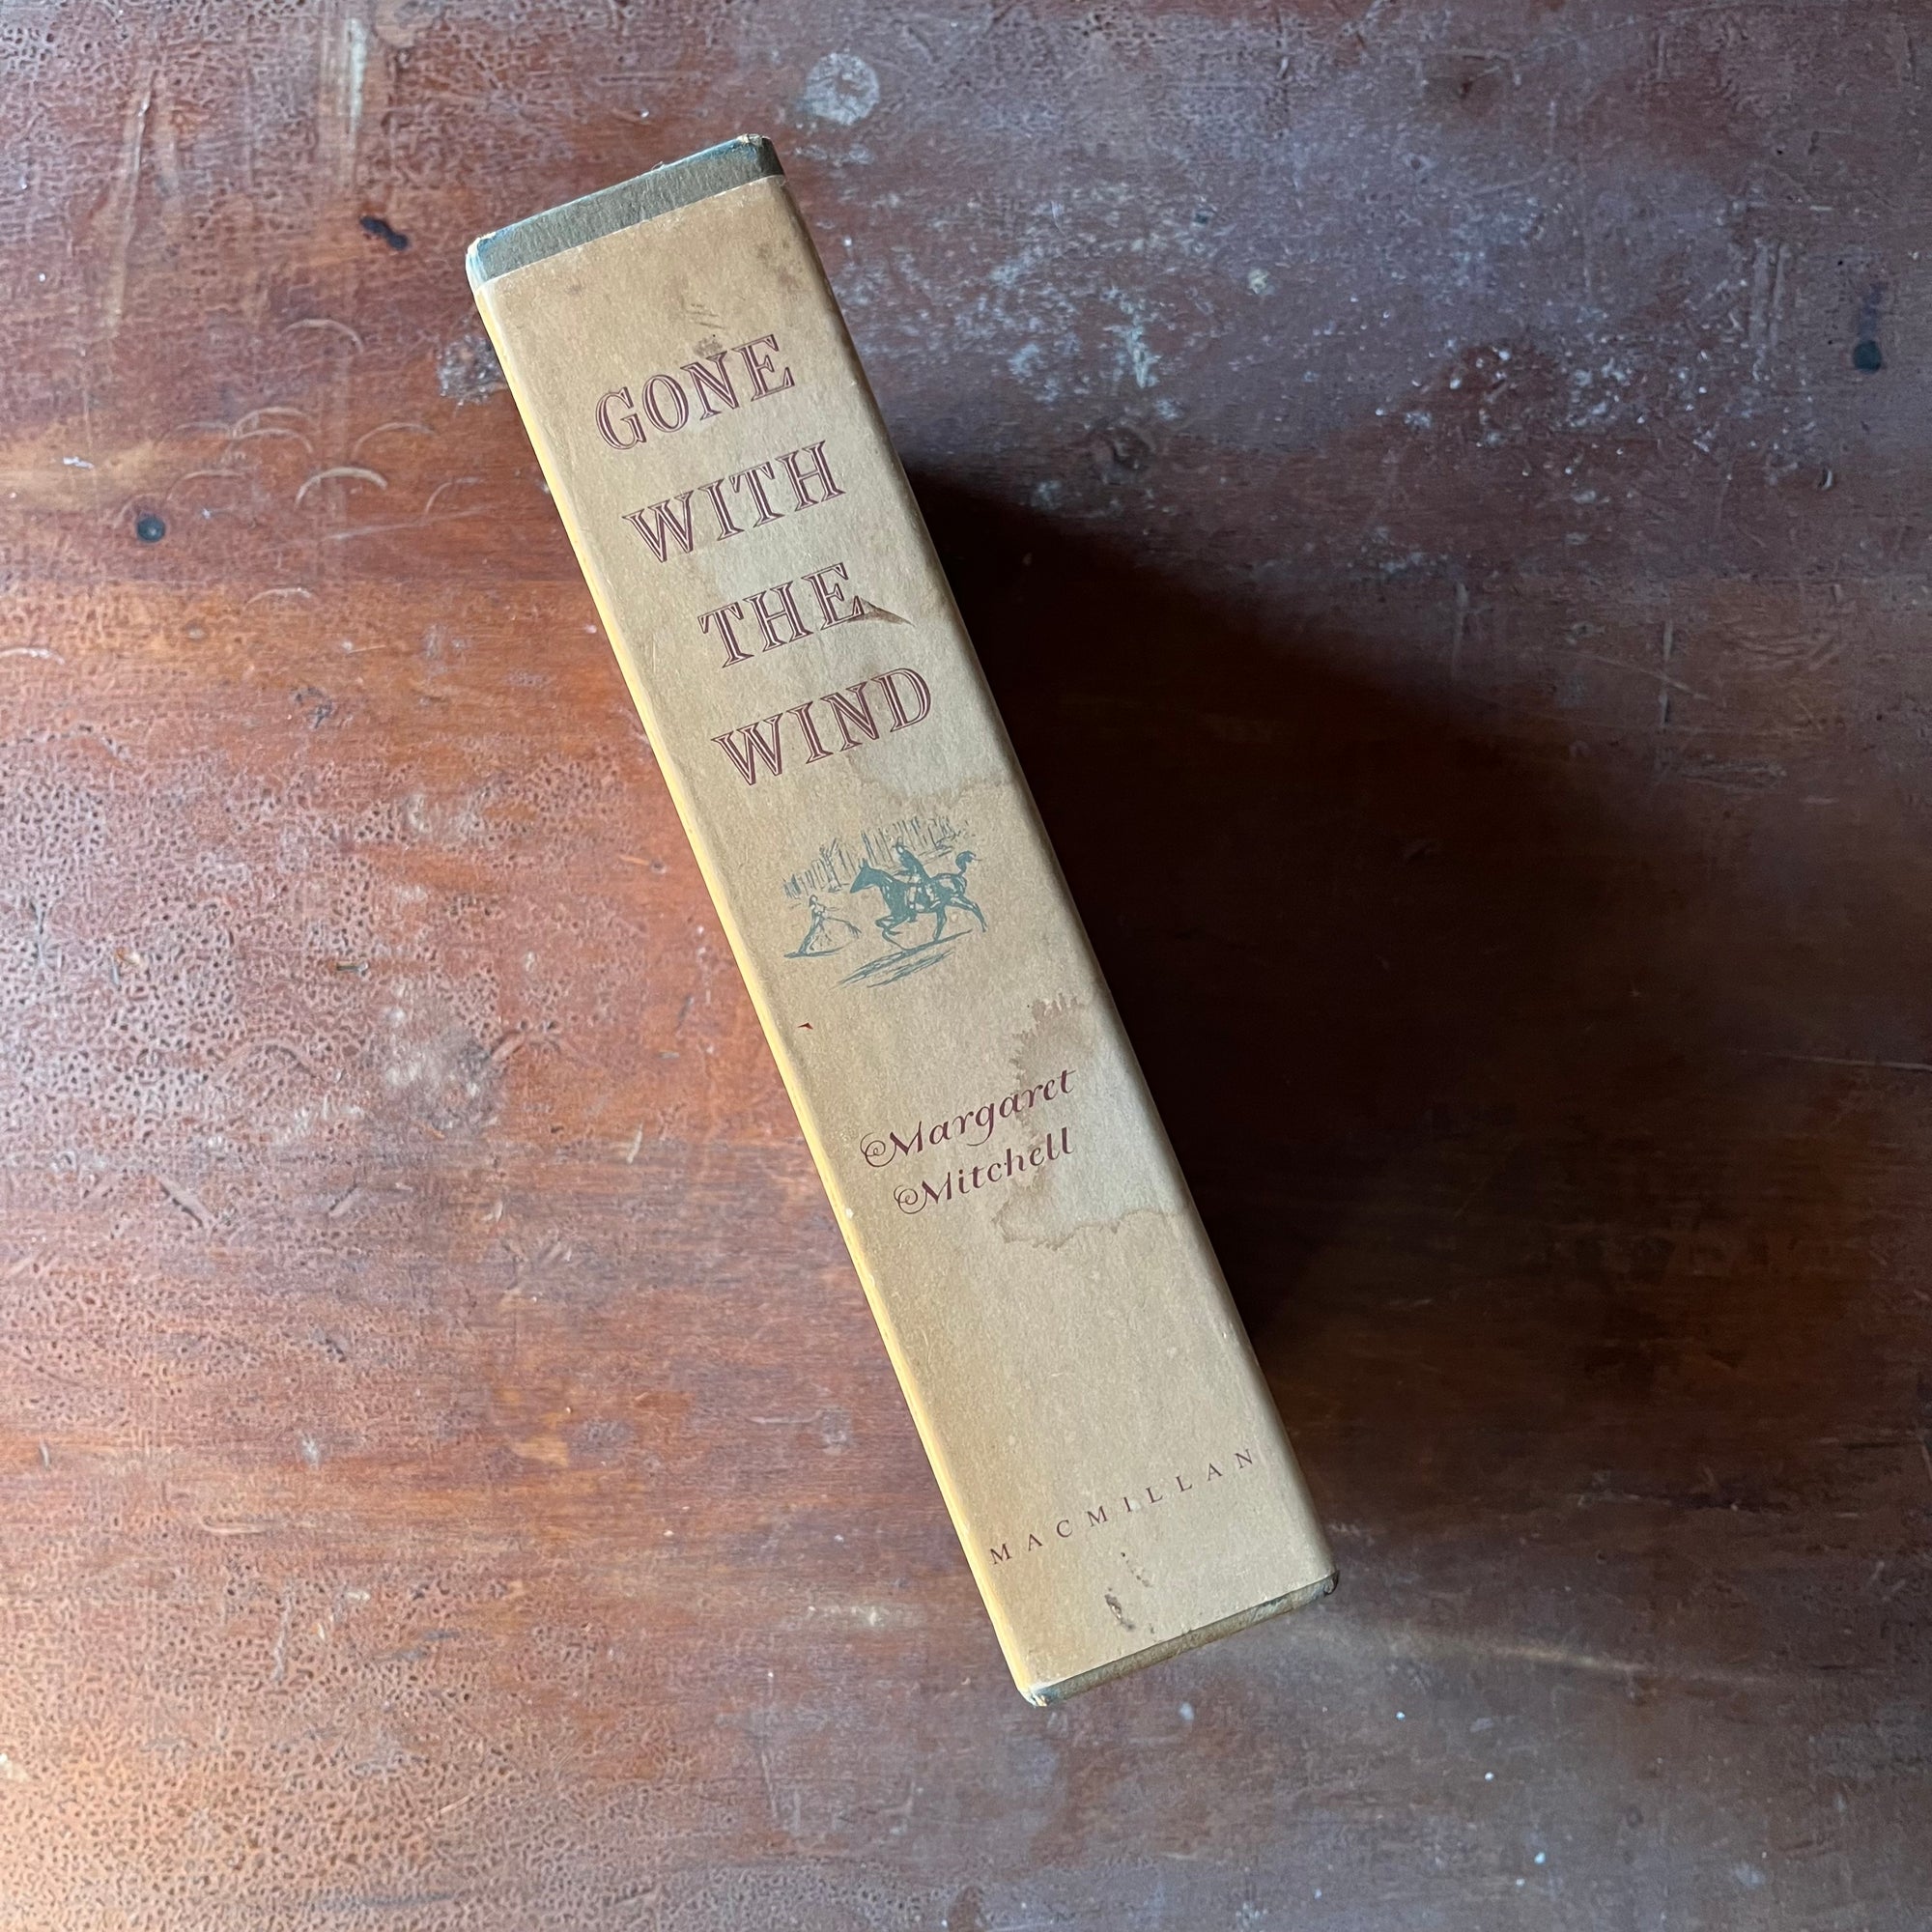 GONE
WITH
THE
WIND
Margaret
Mitchell
MACMILLAN